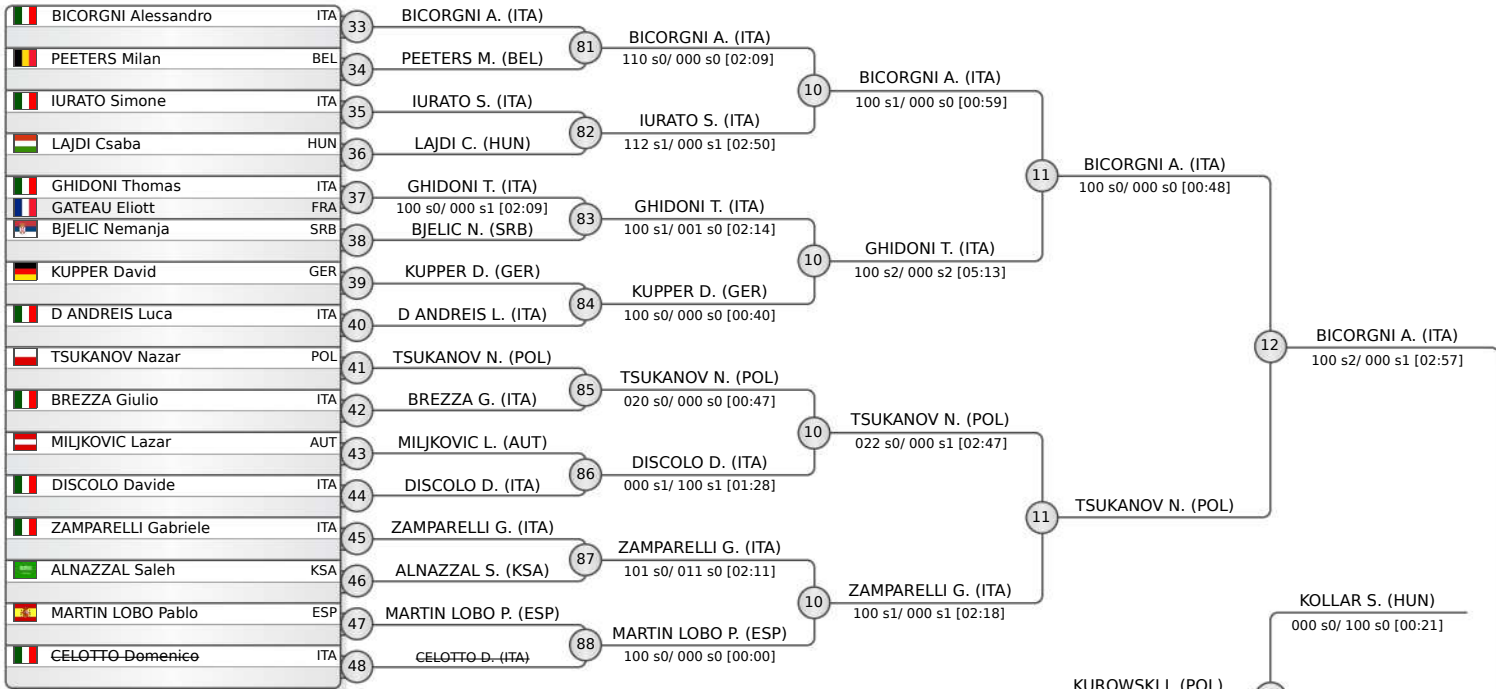 BICORGNI Alessandro ITA
PEETERS Milan BEL
IURATO Simone ITA
LAJDI Csaba HUN
GHIDONI Thomas ITA
GATEAU Eliott FRA
BJELIC Nemanja SRB
KUPPER David GER
D ANDREIS Luca ITA
TSUKANOV Nazar POL
BREZZA Giulio ITA
MILJKOVIC Lazar AUT
DISCOLO Davide ITA
ZAMPARELLI Gabriele ITA
ALNAZZAL Saleh KSA
MARTIN LOBO Pablo ESP
CELOTTO Domenico ITA
33
34
35
36
37
38
39
40
41
42
43
44
45
46
47
48
BICORGNI A. (ITA)
PEETERS M. (BEL)
IURATO S. (ITA)
LAJDI C. (HUN)
GHIDONI T. (ITA)
100 s0/ 000 s1 [02:09]
BJELIC N. (SRB)
KUPPER D. (GER)
D ANDREIS L. (ITA)
TSUKANOV N. (POL)
BREZZA G. (ITA)
MILJKOVIC L. (AUT)
DISCOLO D. (ITA)
ZAMPARELLI G. (ITA)
ALNAZZAL S. (KSA)
MARTIN LOBO P. (ESP)
CELOTTO D. (ITA)
81
82
83
84
85
86
87
88
BICORGNI A. (ITA)
110 s0/ 000 s0 [02:09]
IURATO S. (ITA)
112 s1/ 000 s1 [02:50]
GHIDONI T. (ITA)
100 s1/ 001 s0 [02:14]
KUPPER D. (GER)
100 s0/ 000 s0 [00:40]
TSUKANOV N. (POL)
020 s0/ 000 s0 [00:47]
DISCOLO D. (ITA)
000 s1/ 100 s1 [01:28]
ZAMPARELLI G. (ITA)
101 s0/ 011 s0 [02:11]
MARTIN LOBO P. (ESP)
100 s0/ 000 s0 [00:00]
10
10
10
10
BICORGNI A. (ITA)
100 s1/ 000 s0 [00:59]
GHIDONI T. (ITA)
100 s2/ 000 s2 [05:13]
TSUKANOV N. (POL)
022 s0/ 000 s1 [02:47]
ZAMPARELLI G. (ITA)
100 s1/ 000 s1 [02:18]
11
11
BICORGNI A. (ITA)
100 s0/ 000 s0 [00:48]
TSUKANOV N. (POL)
12
BICORGNI A. (ITA)
100 s2/ 000 s1 [02:57]
KOLLAR S. (HUN)
000 s0/ 100 s0 [00:21]
KUROWSKI L. (POL)